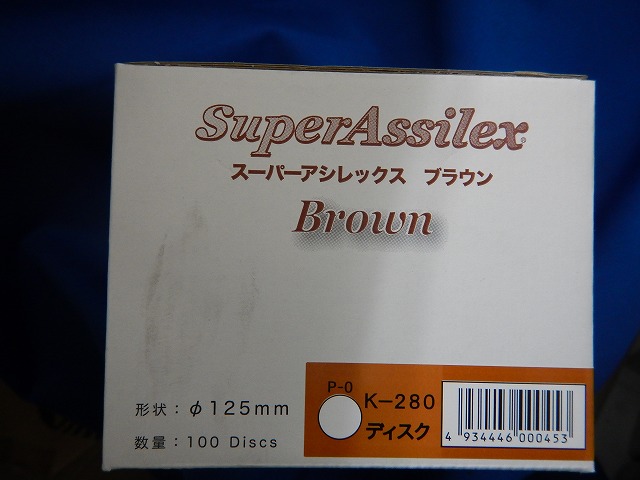 SuperAssilex®
スーパーアシレックス ブラウン
Brown
形状：φ125mm
数量：100 Discs
P-0
K-280
ディスク
4 934446 000453